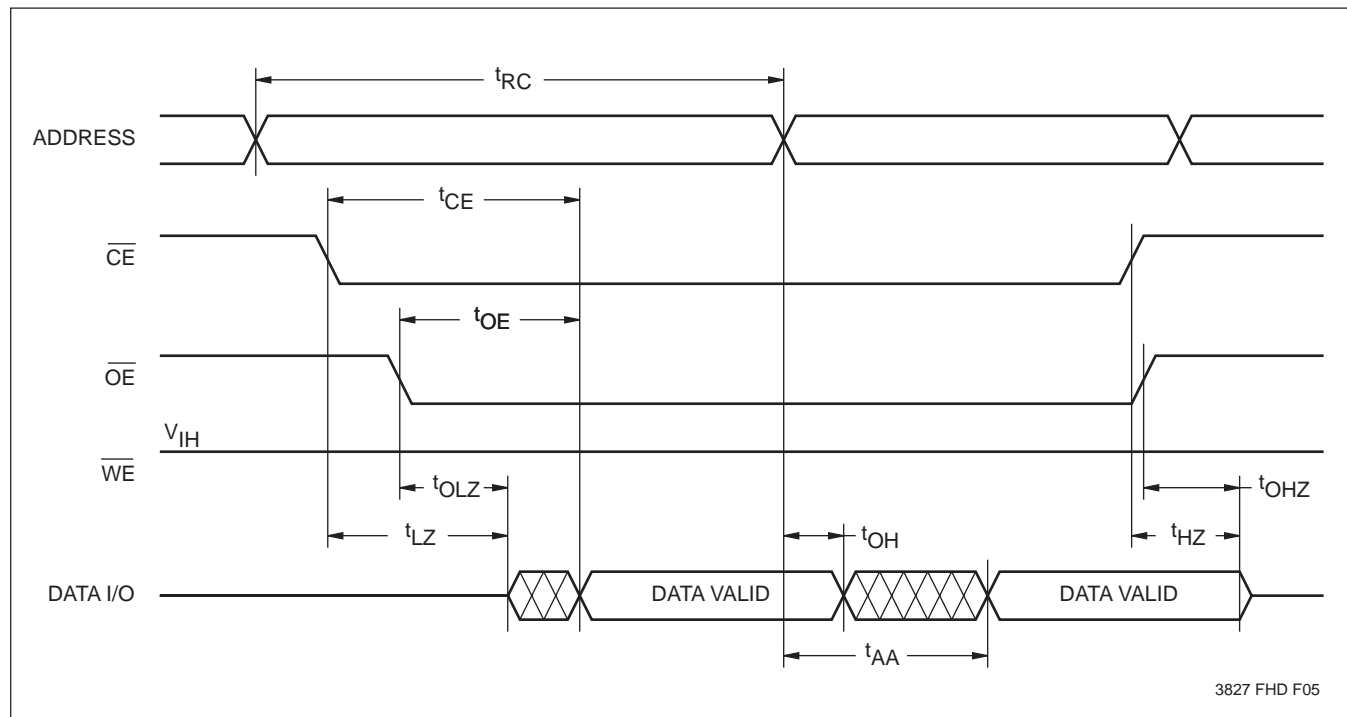 tRC
ADDRESS
tCE
CE
tOE
OE
VIH
WE
tOLZ
tOHZ
tLZ
tOH
tHZ
DATA I/O
DATA VALID
DATA VALID
tAA
3827 FHD F05